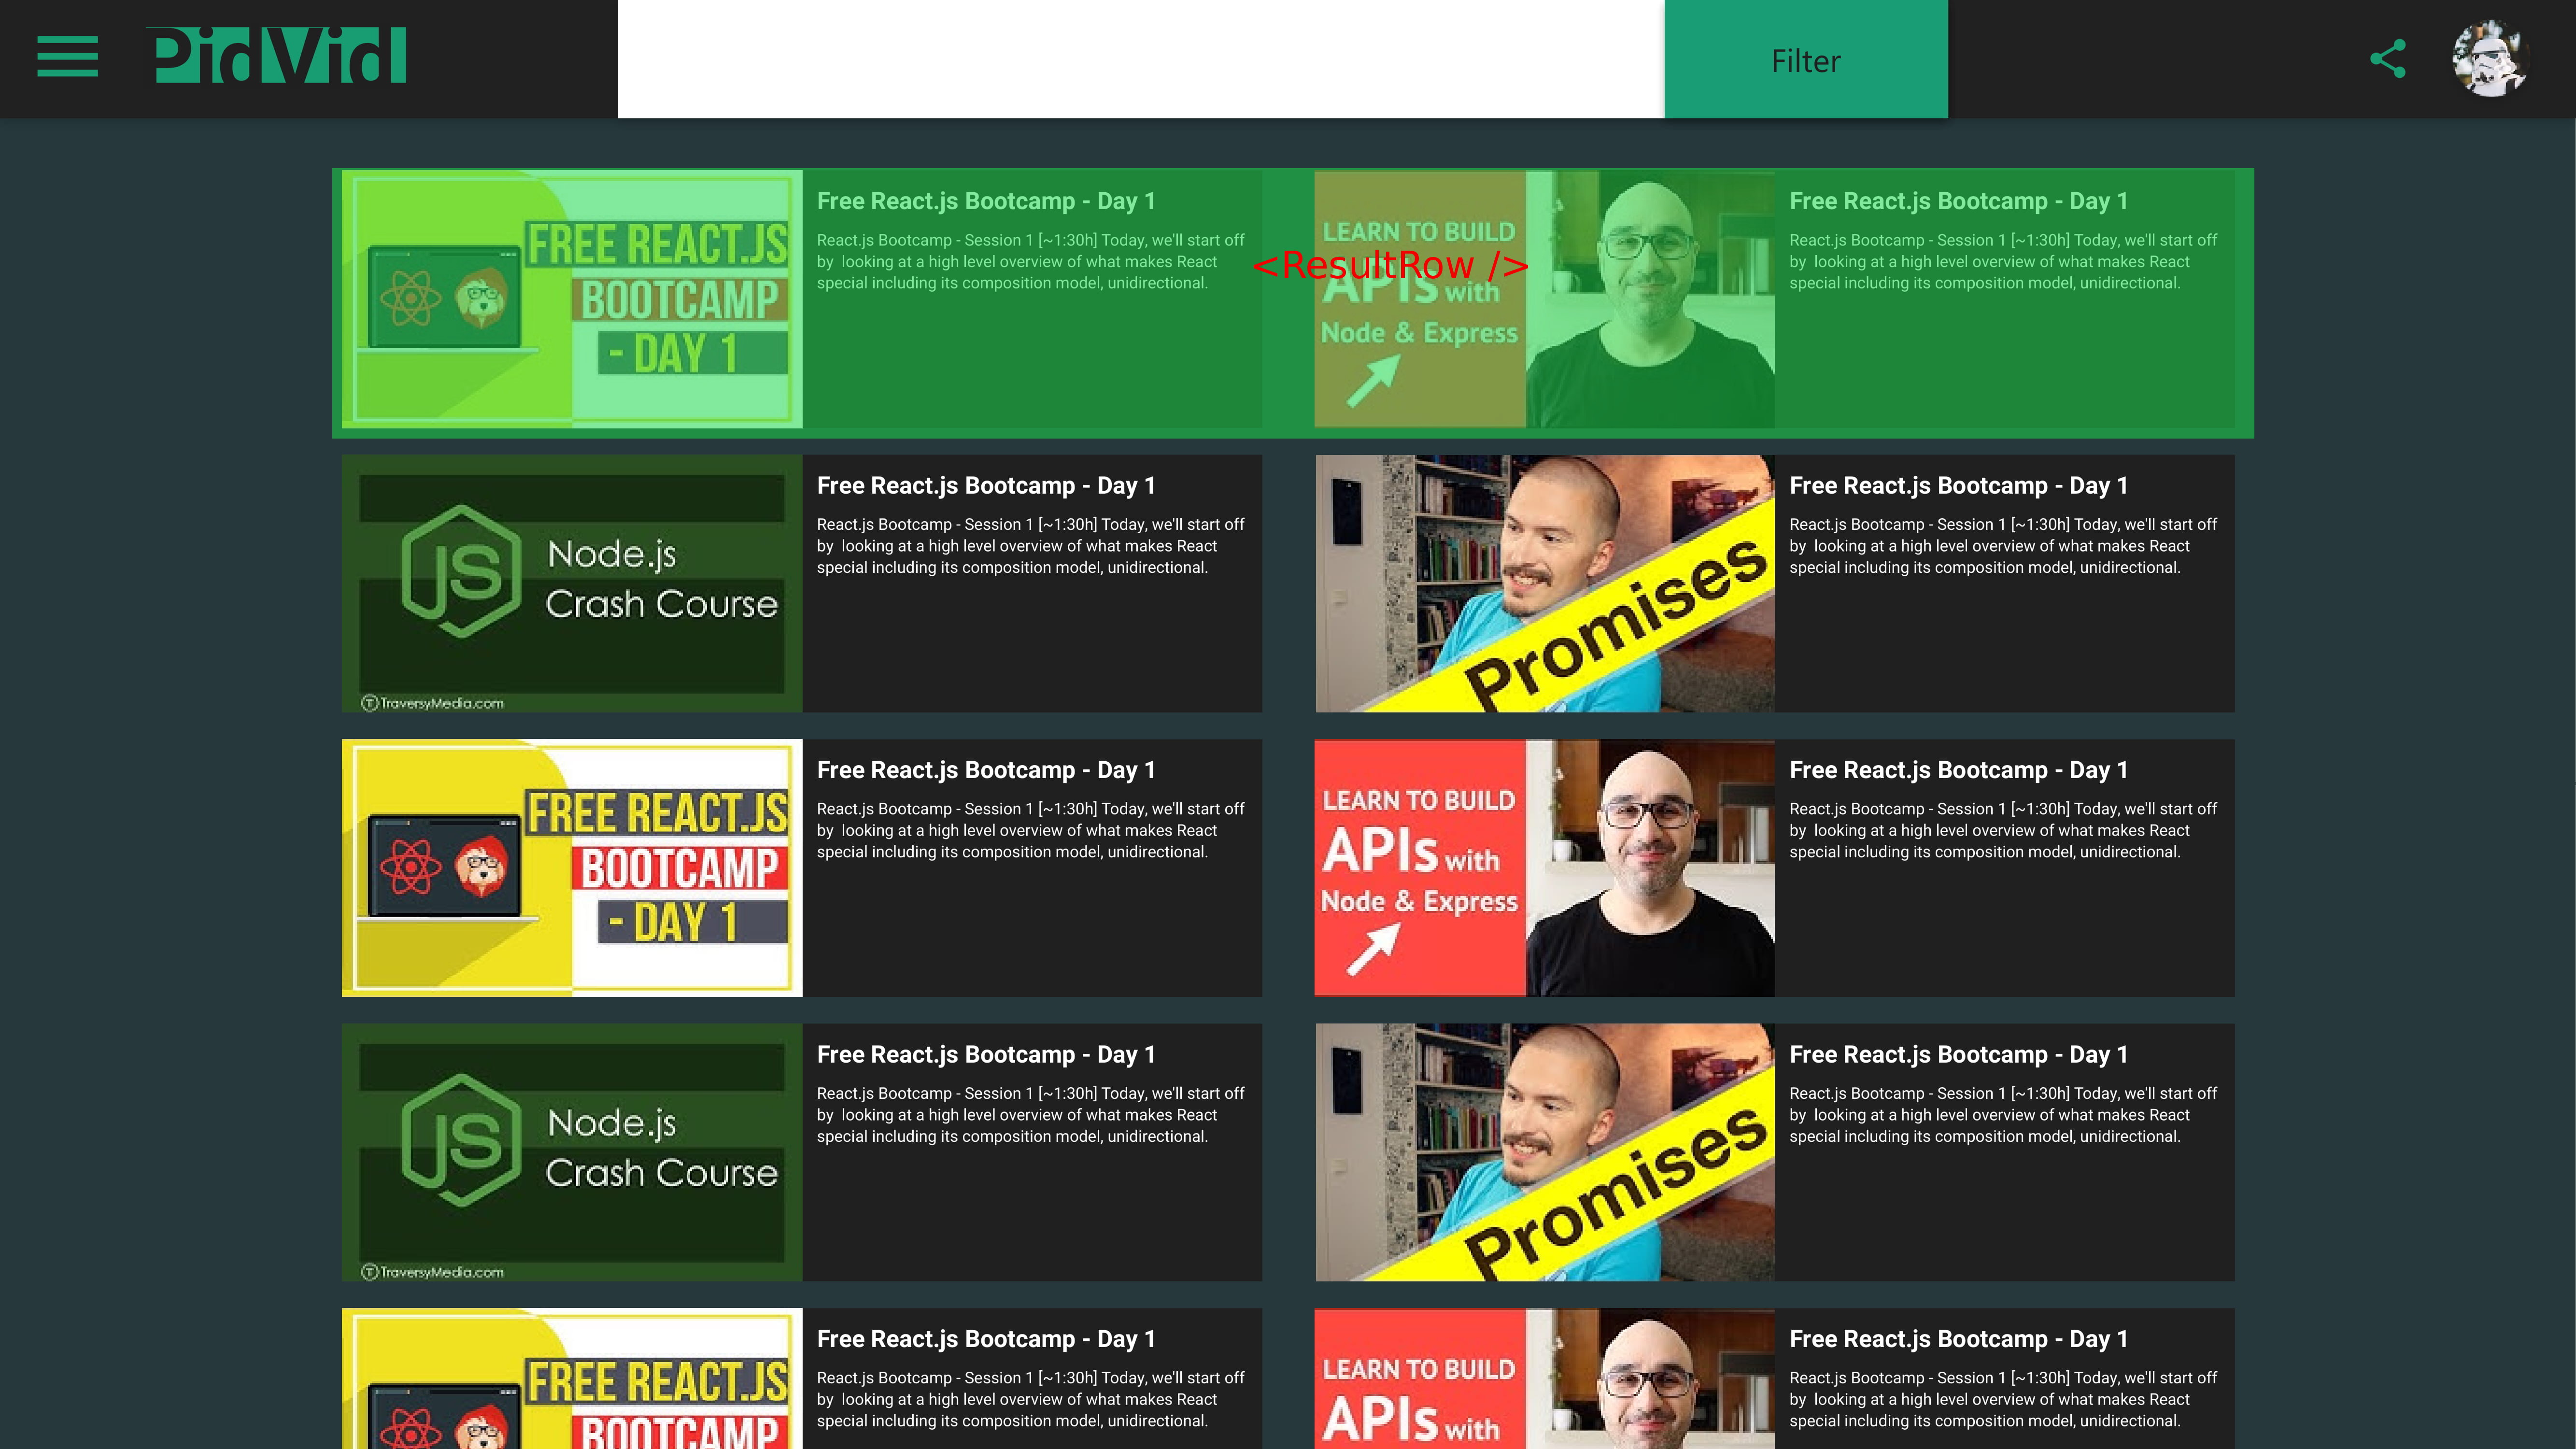 PidVid
Filter
FREE REACT.JS
BOOTCAMP
- DAY 1
Free React.js Bootcamp - Day 1
React.js Bootcamp - Session 1 [~1:30h] Today, we'll start off
by looking at a high level overview of what makes React
special including its composition model, unidirectional.
<ResultRow />
LEARN TO BUILD
APIs with
Node & Express
Free React.js Bootcamp - Day 1
React.js Bootcamp - Session 1 [~1:30h] Today, we'll start off
by looking at a high level overview of what makes React
special including its composition model, unidirectional.
JS
Node.js
Crash Course
TraversyMedia.com
Free React.js Bootcamp - Day 1
React.js Bootcamp - Session 1 [~1:30h] Today, we'll start off
by looking at a high level overview of what makes React
special including its composition model, unidirectional.
Promises
Free React.js Bootcamp - Day 1
React.js Bootcamp - Session 1 [~1:30h] Today, we'll start off
by looking at a high level overview of what makes React
special including its composition model, unidirectional.
FREE REACT.JS
BOOTCAMP
- DAY 1
Free React.js Bootcamp - Day 1
React.js Bootcamp - Session 1 [~1:30h] Today, we'll start off
by looking at a high level overview of what makes React
special including its composition model, unidirectional.
LEARN TO BUILD
APIs with
Node & Express
Free React.js Bootcamp - Day 1
React.js Bootcamp - Session 1 [~1:30h] Today, we'll start off
by looking at a high level overview of what makes React
special including its composition model, unidirectional.
JS
Node.js
Crash Course
TraversyMedia.com
Free React.js Bootcamp - Day 1
React.js Bootcamp - Session 1 [~1:30h] Today, we'll start off
by looking at a high level overview of what makes React
special including its composition model, unidirectional.
Promises
Free React.js Bootcamp - Day 1
React.js Bootcamp - Session 1 [~1:30h] Today, we'll start off
by looking at a high level overview of what makes React
special including its composition model, unidirectional.
FREE REACT.JS
BOOTCAMP
Free React.js Bootcamp - Day 1
React.js Bootcamp - Session 1 [~1:30h] Today, we'll start off
by looking at a high level overview of what makes React
special including its composition model, unidirectional.
LEARN TO BUILD
APIs with
Free React.js Bootcamp - Day 1
React.js Bootcamp - Session 1 [~1:30h] Today, we'll start off
by looking at a high level overview of what makes React
special including its composition model, unidirectional.